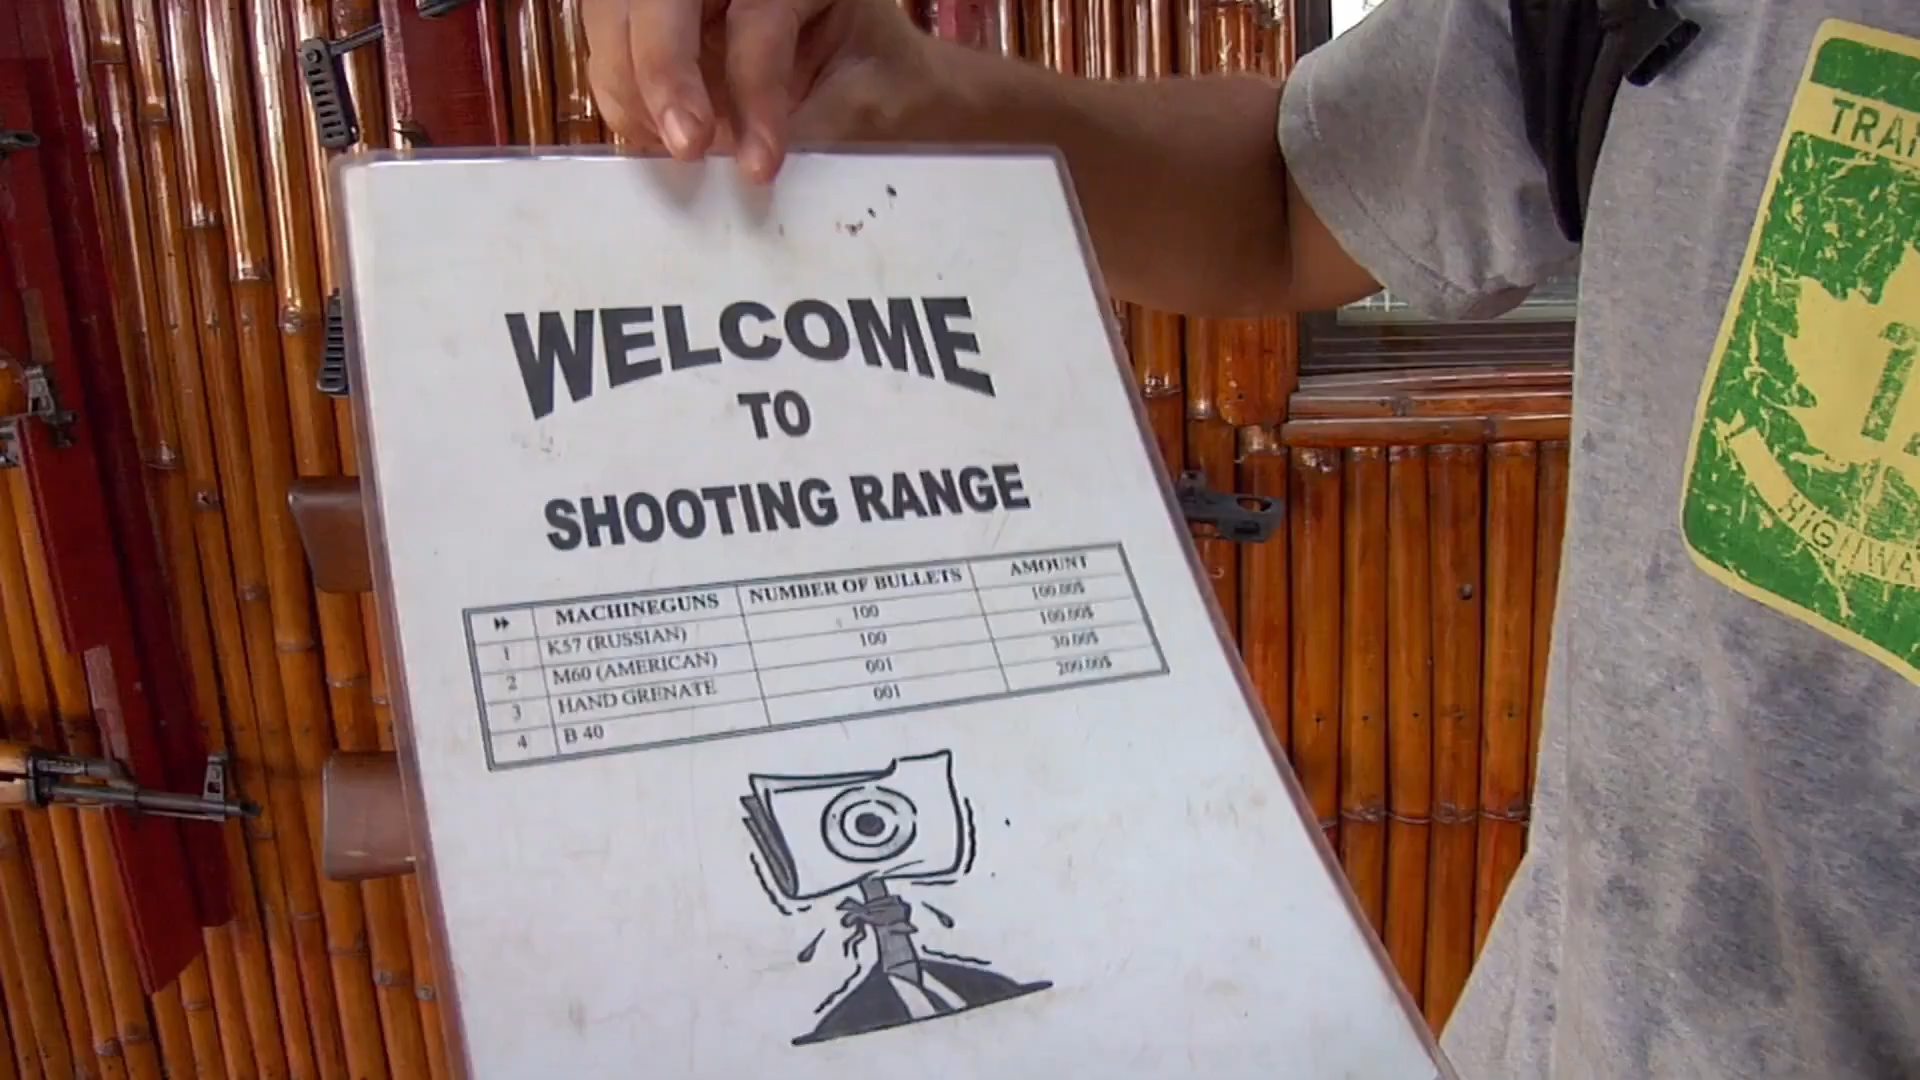 WELCOME
TO
SHOOTING RANGE
MACHINEGUNS NUMBER OF BULLETS AMOUNT
1 K57 (RUSSIAN) 100 100.00$
2 M60 (AMERICAN) 100 100.00$
3 HAND GRENATE 001 30.00$
4 B 40 001 200.00$